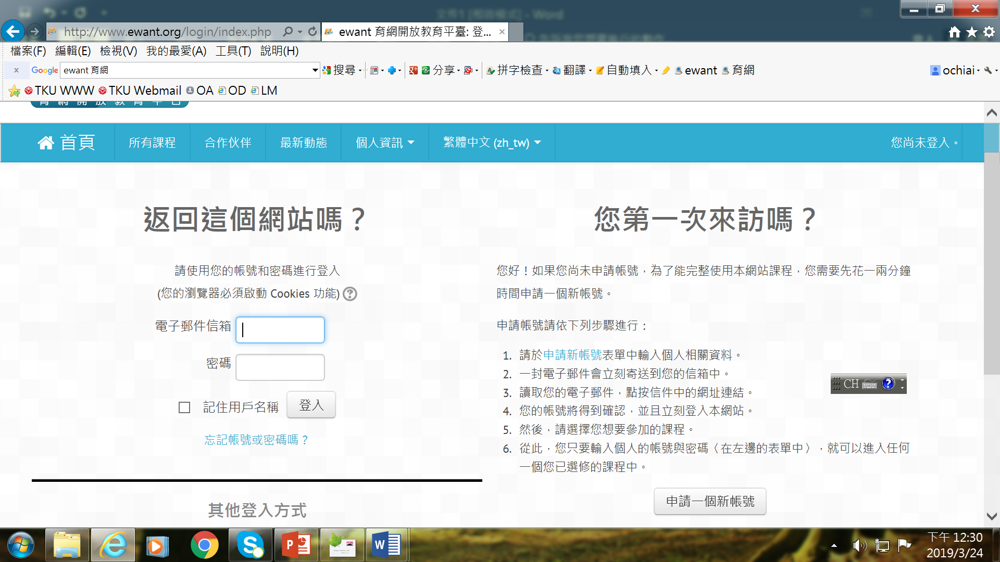 文件1 [相容模式] - Word
http://www.ewant.org/login/index.php
ewant 育網開放教育平臺: 登...
檔案(F) 編輯(E) 檢視(V) 我的最愛(A) 工具(T) 說明(H)
x Google ewant 育網 搜尋 分享 拼字檢查 翻譯 自動填入 ewant 育網 ochiai
TKU WWW TKU Webmail OA OD LM
育網開放教育平台
首頁 所有課程 合作伙伴 最新動態 個人資訊 繁體中文 (zh_tw) 您尚未登入。
返回這個網站嗎？
請使用您的帳號和密碼進行登入
(您的瀏覽器必須啟動 Cookies 功能)
電子郵件信箱
密碼
記住用戶名稱 登入
忘記帳號或密碼嗎？
其他登入方式
您第一次來訪嗎？
您好！如果您尚未申請帳號，為了能完整使用本網站課程，您需要先花一兩分鐘
時間申請一個新帳號。
申請帳號請依下列步驟進行：
1. 請於申請新帳號表單中輸入個人相關資料。
2. 一封電子郵件會立刻寄送到您的信箱中。
3. 讀取您的電子郵件，點按信件中的網址連結。
4. 您的帳號將得到確認，並且立刻登入本網站。
5. 然後，請選擇您想要參加的課程。
6. 從此，您只要輸入個人的帳號與密碼〈在左邊的表單中〉，就可以進入任何
一個您已選修的課程中。
申請一個新帳號
CH
下午 12:30
2019/3/24